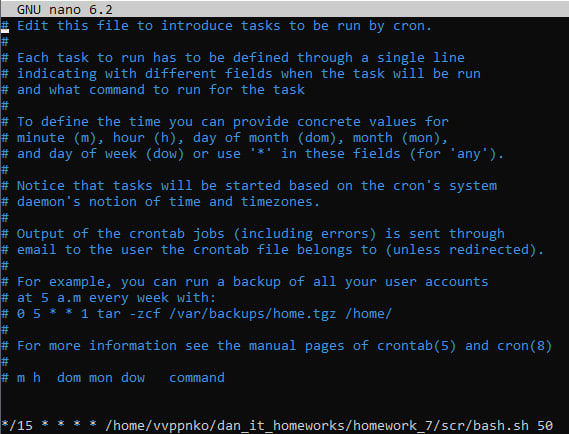 GNU nano 6.2
# Edit this file to introduce tasks to be run by cron.
#
# Each task to run has to be defined through a single line
# indicating with different fields when the task will be run
# and what command to run for the task
#
# To define the time you can provide concrete values for
# minute (m), hour (h), day of month (dom), month (mon),
# and day of week (dow) or use '*' in these fields (for 'any').
#
# Notice that tasks will be started based on the cron's system
# daemon's notion of time and timezones.
#
# Output of the crontab jobs (including errors) is sent through
# email to the user the crontab file belongs to (unless redirected).
#
# For example, you can run a backup of all your user accounts
# at 5 a.m every week with:
# 0 5 * * 1 tar -zcf /var/backups/home.tgz /home/
#
# For more information see the manual pages of crontab(5) and cron(8)
#
# m h  dom mon dow   command
*/15 * * * * /home/vvppnko/dan_it_homeworks/homework_7/scr/bash.sh 50